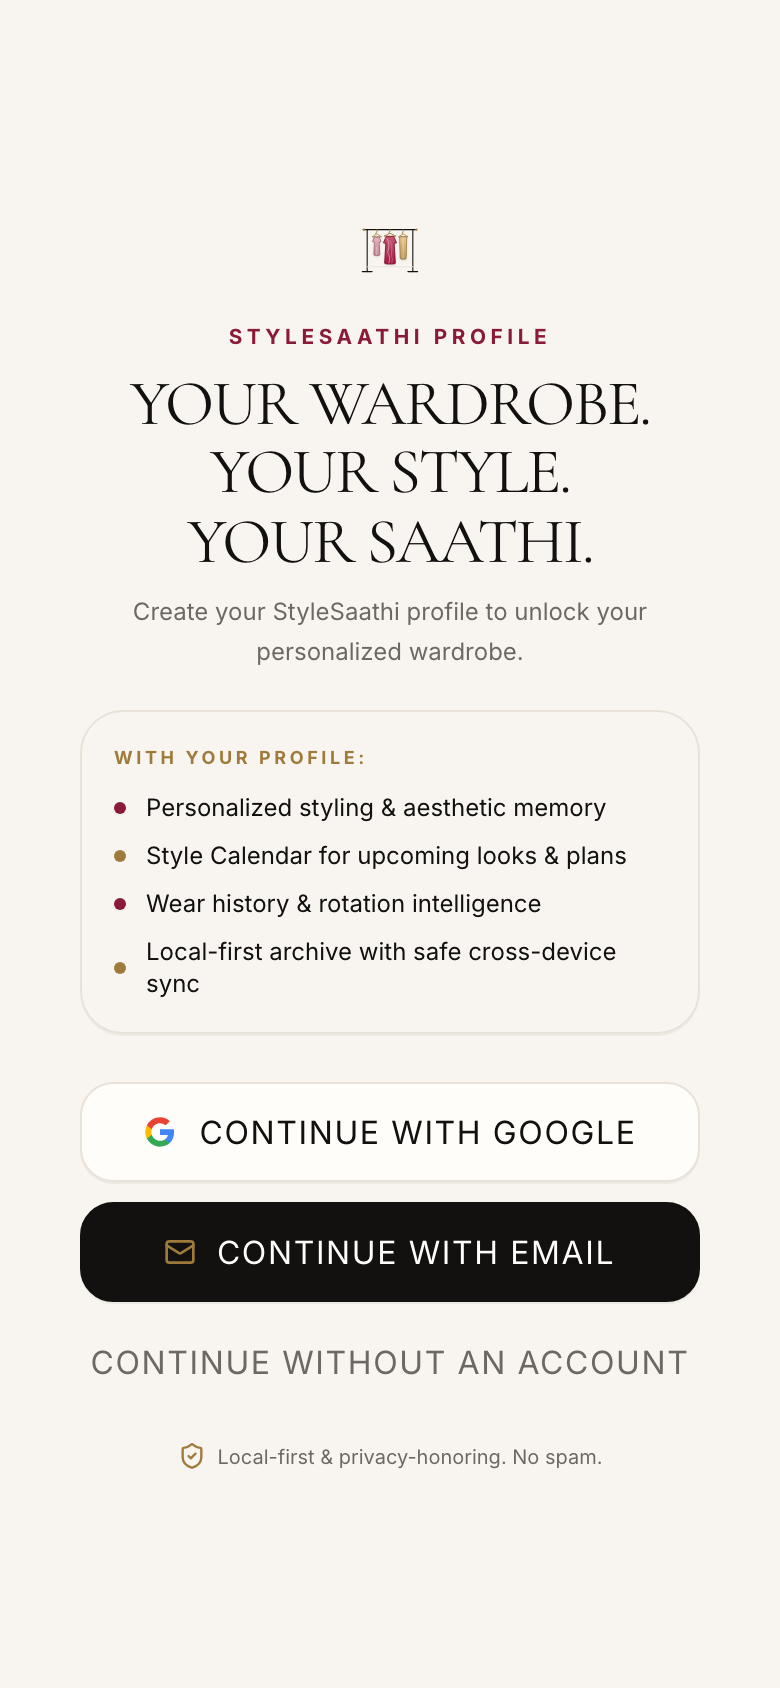 STYLESAATHI PROFILE
YOUR WARDROBE.
YOUR STYLE.
YOUR SAATHI.
Create your StyleSaathi profile to unlock your
personalized wardrobe.
WITH YOUR PROFILE:
Personalized styling & aesthetic memory
Style Calendar for upcoming looks & plans
Wear history & rotation intelligence
Local-first archive with safe cross-device
sync
CONTINUE WITH GOOGLE
CONTINUE WITH EMAIL
CONTINUE WITHOUT AN ACCOUNT
Local-first & privacy-honoring. No spam.